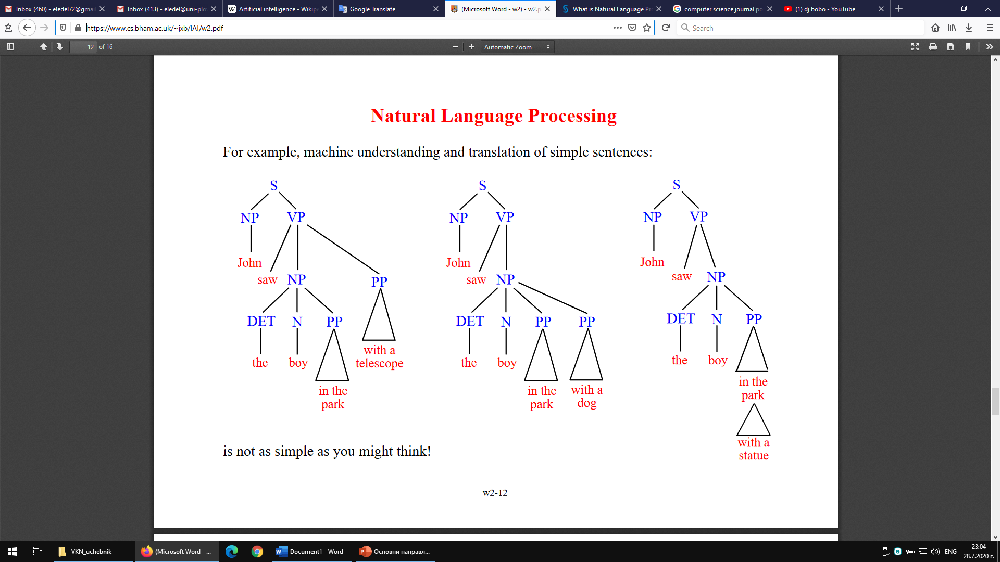 Inbox (460) - eledel72@gmai
Inbox (413) - eledel@uni-plo
Artificial intelligence - Wikip
Google Translate
(Microsoft Word - w2) - w2.p
What is Natural Language Pr
computer science journal po
(1) dj bobo - YouTube
https://www.cs.bham.ac.uk/~jxb/IAI/w2.pdf
Search
12 of 16
Automatic Zoom
Natural Language Processing
For example, machine understanding and translation of simple sentences:
S S S
NP VP NP VP NP VP
John John John
saw NP PP saw NP saw NP
DET N PP DET N PP PP DET N PP
with a
telescope
the boy the boy the boy
in the
park
in the
park
with a
dog
in the
park
with a
statue
is not as simple as you might think!
w2-12
VKN_uchebnik
(Microsoft Word - ...
Document1 - Word
Основни направл...
ENG
23:04
28.7.2020 г.